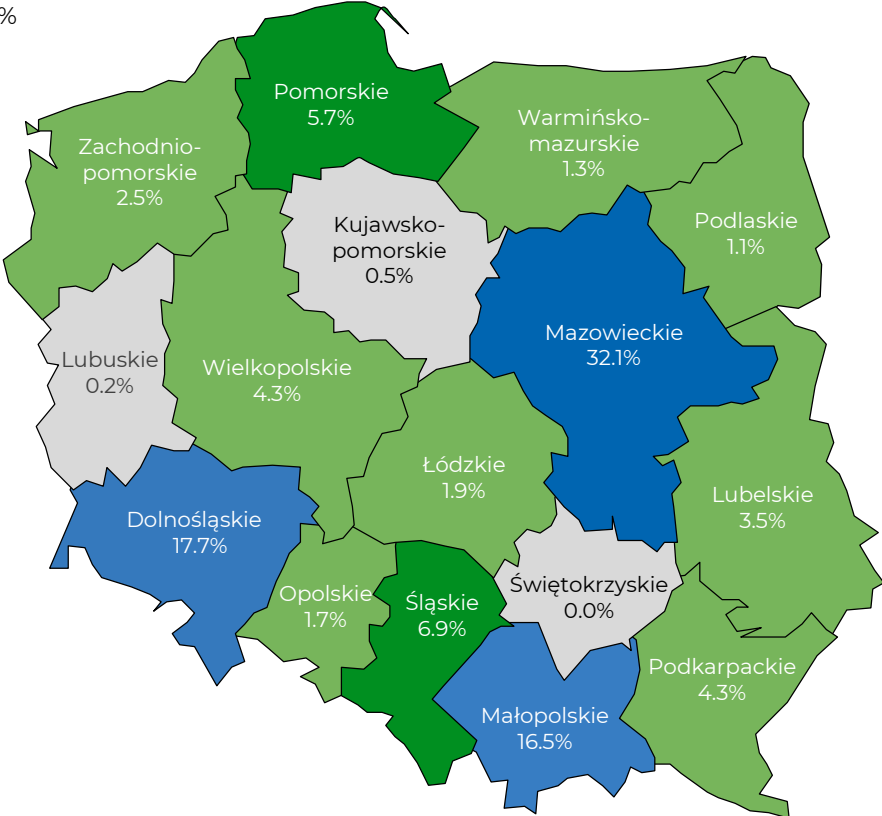 %
Pomorskie
5.7%
Warmińsko-
mazurskie
1.3%
Zachodnio-
pomorskie
2.5%
Podlaskie
1.1%
Kujawsko-
pomorskie
0.5%
Mazowieckie
32.1%
Lubuskie
0.2%
Wielkopolskie
4.3%
Łódzkie
1.9%
Lubelskie
3.5%
Dolnośląskie
17.7%
Opolskie
1.7%
Śląskie
6.9%
Świętokrzyskie
0.0%
Podkarpackie
4.3%
Małopolskie
16.5%